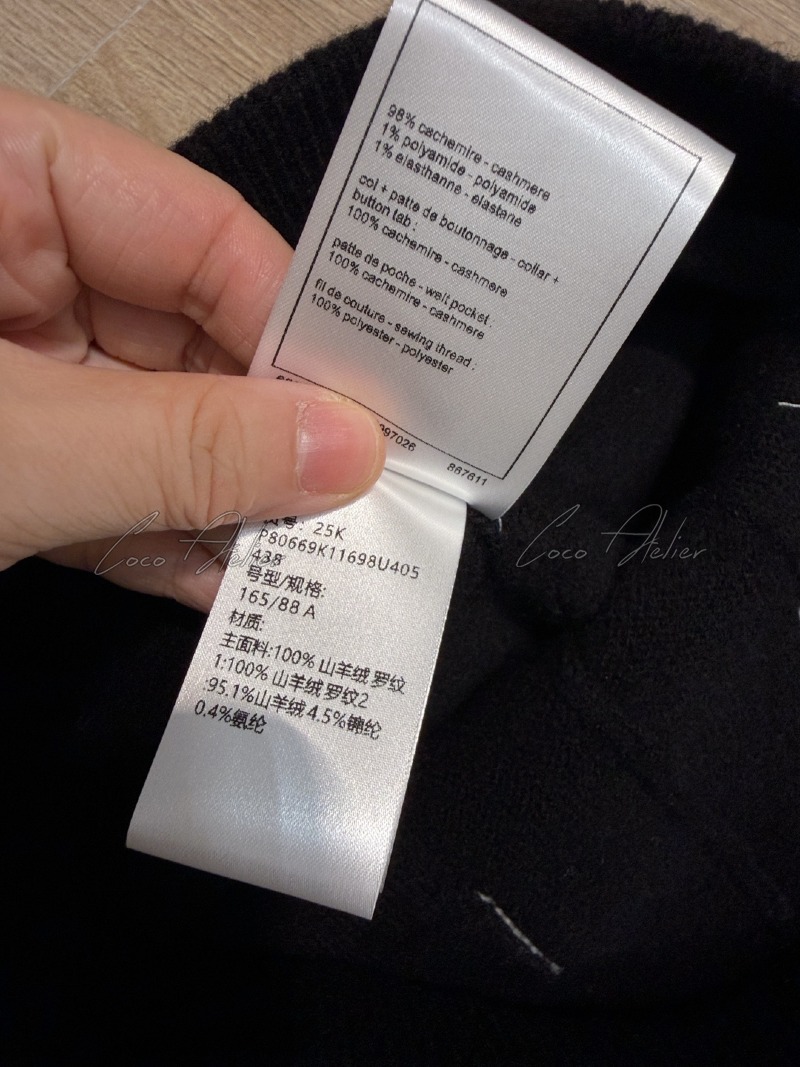 98% cachemire - cashmere
1% polyamide - polyamide
1% elasthanne - elastane
col + patte de boutonnage - collar +
button tab :
100% cachemire - cashmere
patte de poche - welt pocket :
100% cachemire - cashmere
fil de couture - sewing thread :
100% polyester - polyester
097026 867611
号: 25K
P80669K11698U405
438
号型/规格:
165/88 A
材质:
主面料:100% 山羊绒 罗纹
1:100% 山羊绒 罗纹2
:95.1%山羊绒 4.5%锦纶
0.4%氨纶
Coco Atelier
Coco Atelier